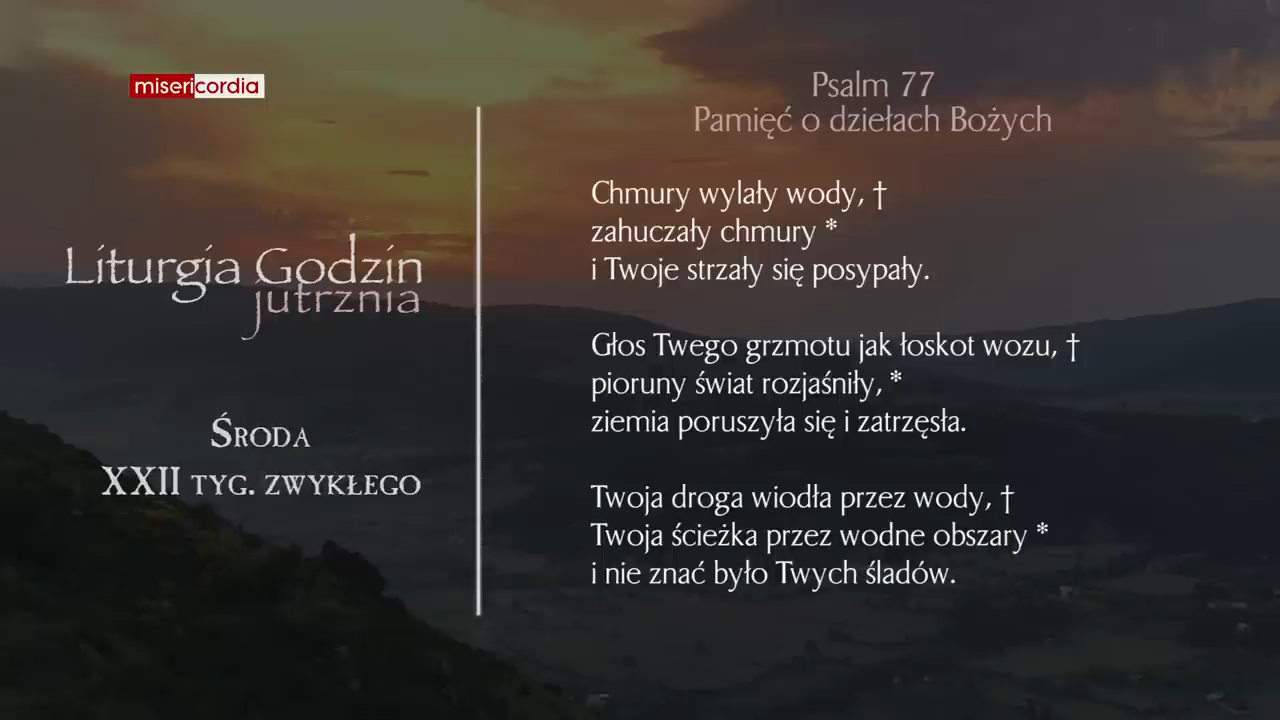 misericordia
Liturgia Godzin
jutrznia
Środa
XXII tyg. zwykłego
Psalm 77
Pamięć o dziełach Bożych
Chmury wylały wody, †
zahuczały chmury *
i Twoje strzały się posypały.
Głos Twego grzmotu jak łoskot wozu, †
pioruny świat rozjaśniły, *
ziemia poruszyła się i zatrzęsła.
Twoja droga wiodła przez wody, †
Twoja ścieżka przez wodne obszary *
i nie znać było Twych śladów.